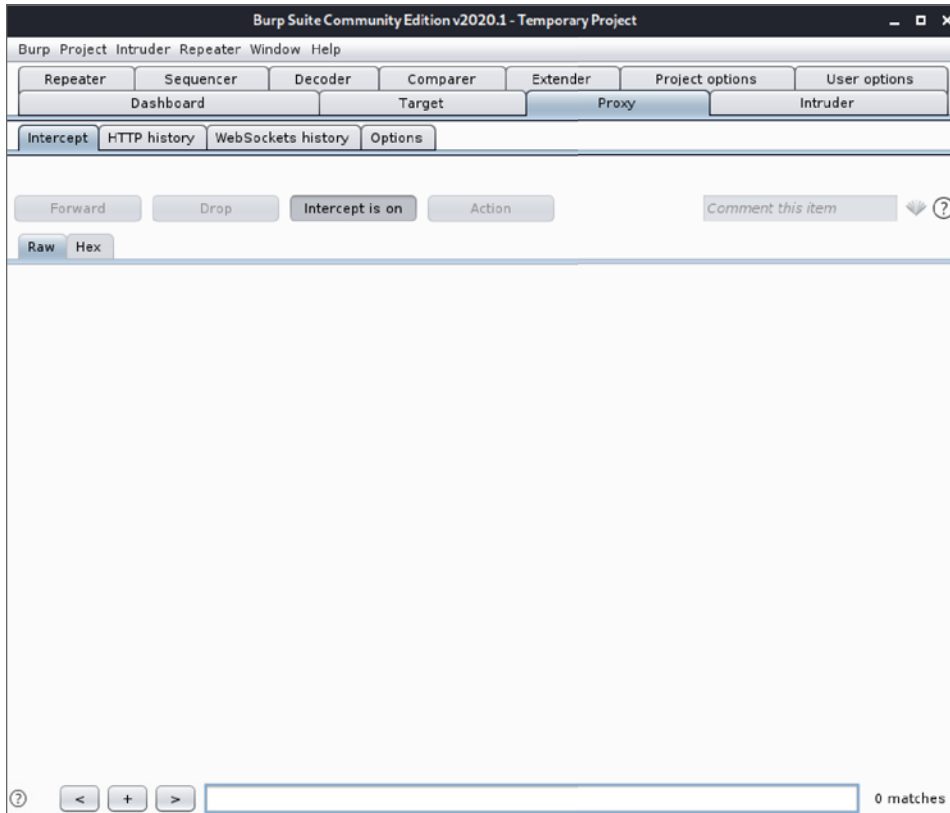 Burp Suite Community Edition v2020.1 - Temporary Project
Burp Project Intruder Repeater Window Help
Repeater Sequencer Decoder Comparer Extender Project options User options
Dashboard Target Proxy Intruder
Intercept HTTP history WebSockets history Options
Forward Drop Intercept is on Action Comment this item ?
Raw Hex
? < + > 0 matches